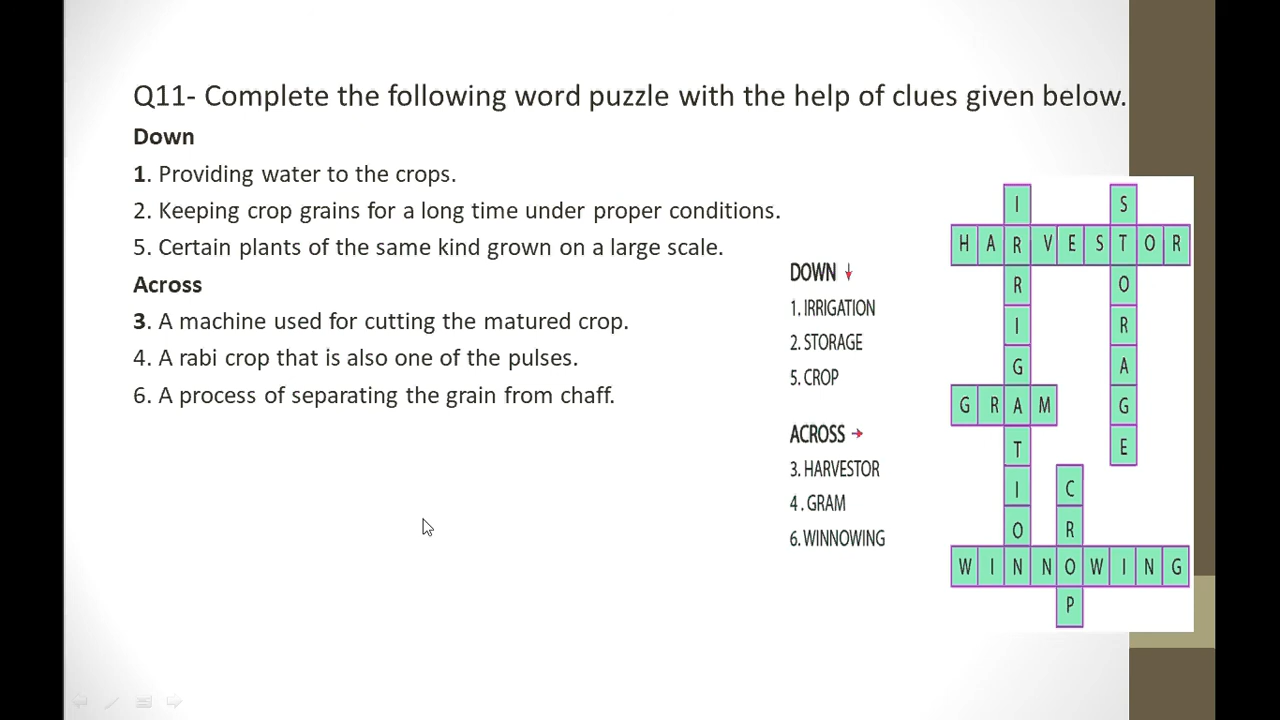 Q11- Complete the following word puzzle with the help of clues given below.
Down
1. Providing water to the crops.
2. Keeping crop grains for a long time under proper conditions.
5. Certain plants of the same kind grown on a large scale.
Across
3. A machine used for cutting the matured crop.
4. A rabi crop that is also one of the pulses.
6. A process of separating the grain from chaff.
DOWN ↓
1. IRRIGATION
2. STORAGE
5. CROP
ACROSS →
3. HARVESTOR
4. GRAM
6. WINNOWING
I S
H A R V E S T O R
R O
I R
G A
G R A M G
T E
I C
O R
W I N N O W I N G
P